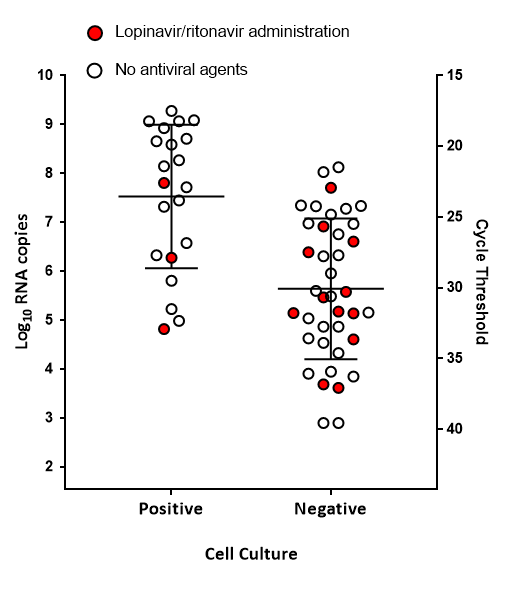 Lopinavir/ritonavir administration
No antiviral agents
10
9
8
7
6
5
4
3
2
Log10 RNA copies
15
20
25
30
35
40
Cycle Threshold
Positive
Negative
Cell Culture